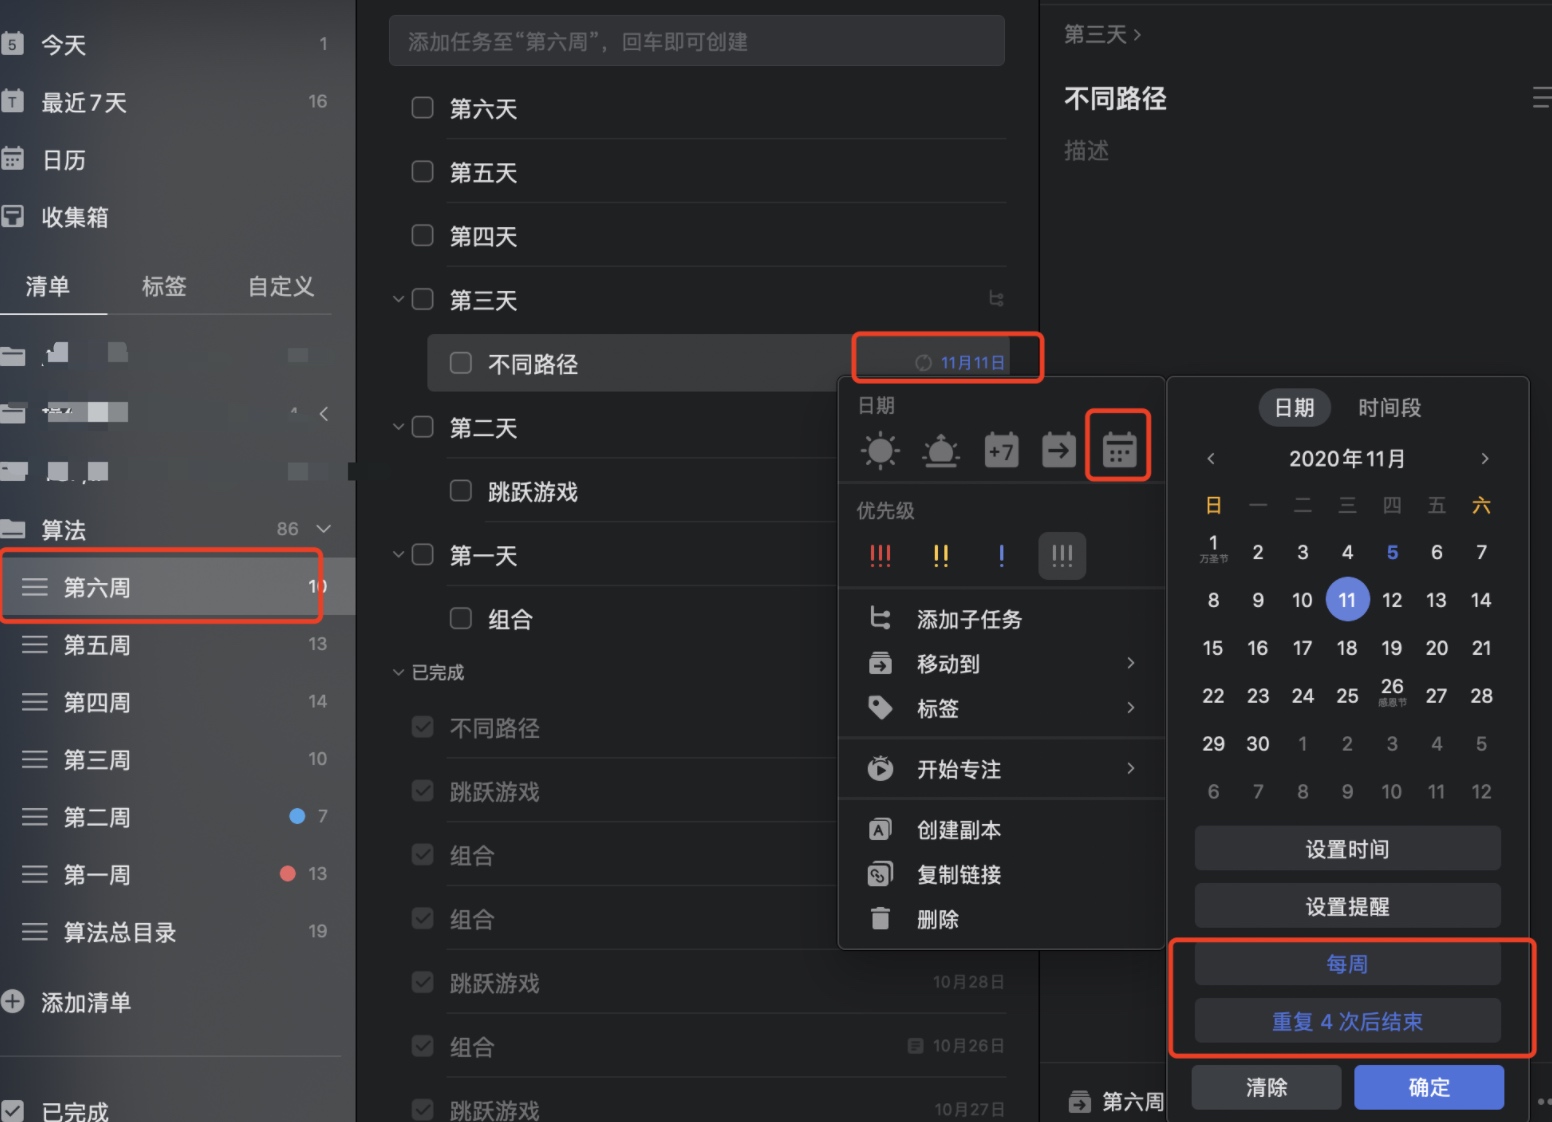 5
今天
1
T
最近7天
16
日历
收集箱
清单
标签
自定义
算法
86
第六周
10
第五周
13
第四周
14
第三周
10
第二周
7
第一周
13
算法总目录
19
添加清单
已完成
添加任务至“第六周”，回车即可创建
第六天
第五天
第四天
第三天
不同路径
11月11日
第二天
跳跃游戏
第一天
组合
已完成
不同路径
跳跃游戏
组合
组合
跳跃游戏
10月28日
组合
10月26日
跳跃游戏
10月27日
第三天 >
不同路径
描述
日期
+7
优先级
!!! !! ! !!!
添加子任务
移动到
标签
开始专注
A
创建副本
复制链接
删除
日期
时间段
2020年11月
日 一 二 三 四 五 六
1 2 3 4 5 6 7
万圣节
8 9 10 11 12 13 14
15 16 17 18 19 20 21
22 23 24 25 26 27 28
感恩节
29 30 1 2 3 4 5
6 7 8 9 10 11 12
设置时间
设置提醒
每周
重复 4 次后结束
清除
确定
第六周